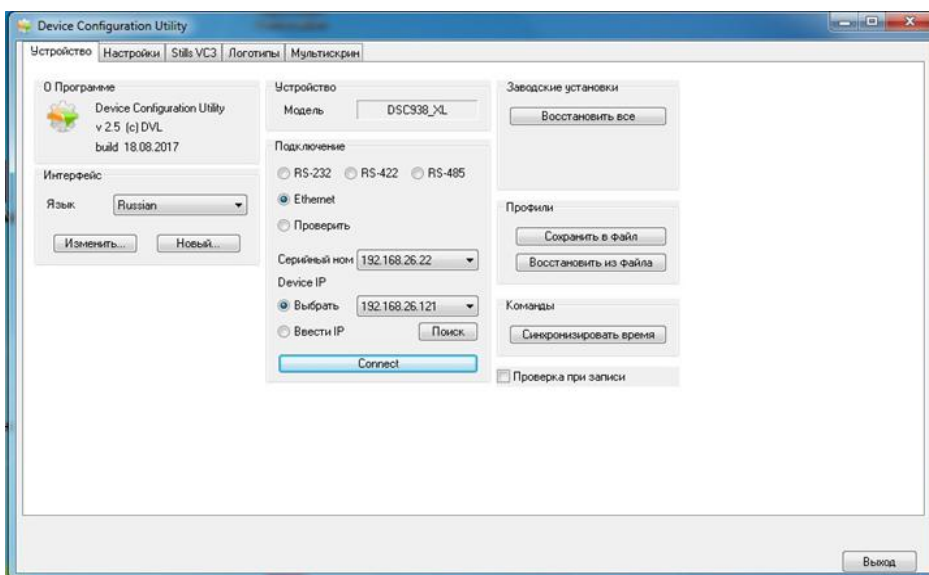 Device Configuration Utility
Устройство Настройки Stills VC3 Логотипы Мультискрин
О Программе
Device Configuration Utility
v 2.5 (c) DVL
build 18.08.2017
Интерфейс
Язык Russian
Изменить... Новый...
Устройство
Модель DSC938_XL
Подключение
RS-232 RS-422 RS-485
Ethernet
Проверить
Серийный ном 192.168.26.22
Device IP
Выбрать 192.168.26.121
Ввести IP Поиск
Connect
Заводские установки
Восстановить все
Профили
Сохранить в файл
Восстановить из файла
Команды
Синхронизировать время
Проверка при записи
Выход